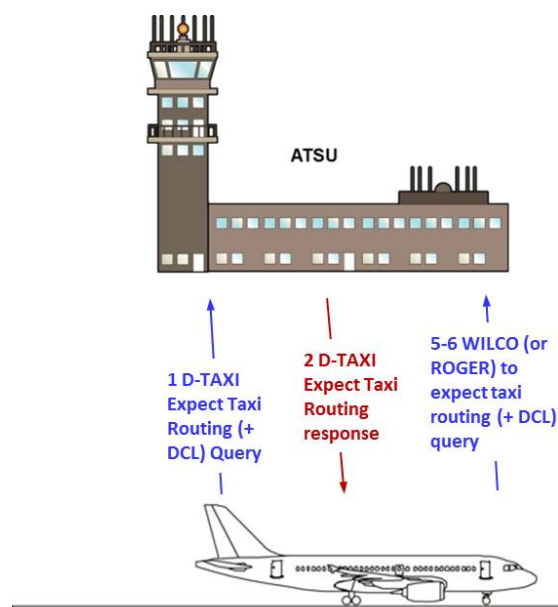 ATSU
1 D-TAXI
Expect Taxi
Routing (+
DCL) Query
2 D-TAXI
Expect Taxi
Routing
response
5-6 WILCO (or
ROGER) to
expect taxi
routing (+ DCL)
query